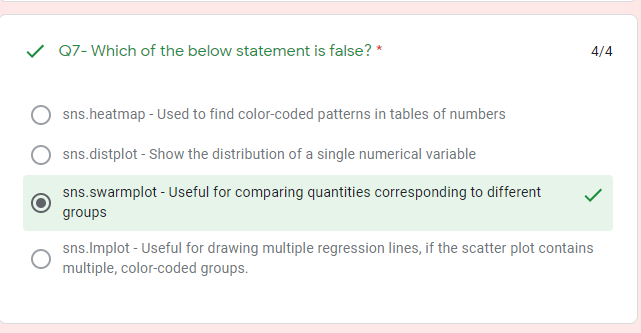 Q7- Which of the below statement is false? *
4/4
sns.heatmap - Used to find color-coded patterns in tables of numbers
sns.distplot - Show the distribution of a single numerical variable
sns.swarmplot - Useful for comparing quantities corresponding to different
groups
sns.lmplot - Useful for drawing multiple regression lines, if the scatter plot contains
multiple, color-coded groups.